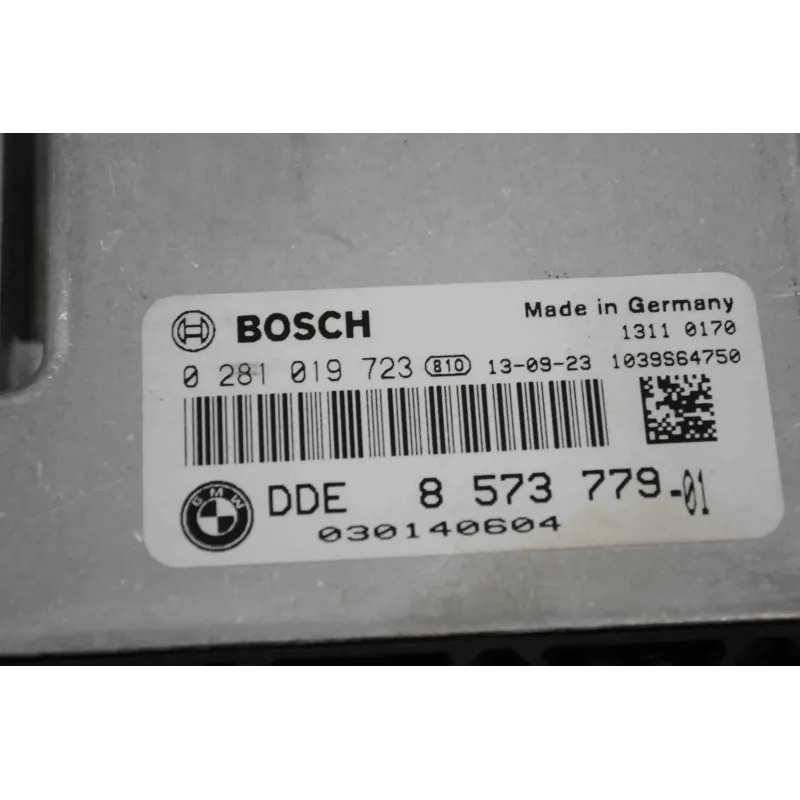 BOSCH Made in Germany
1311 0170
0 281 019 723 810 13-09-23 1039S64750
BMW DDE 8 573 779-01
030140604